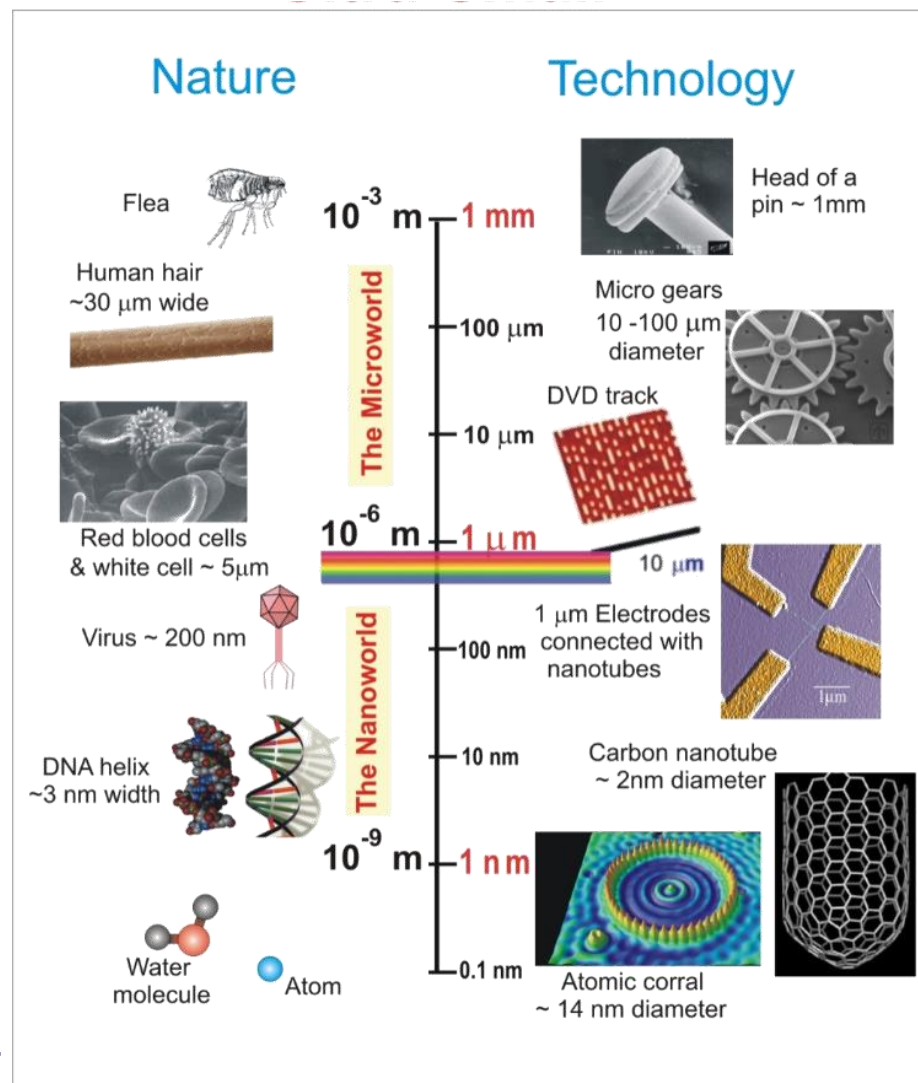 Nature
Technology
Flea
10⁻³ m
1 mm
Head of a
pin ~ 1mm
Human hair
~30 μm wide
The Microworld
100 μm
Micro gears
10 -100 μm
diameter
DVD track
10 μm
Red blood cells
& white cell ~ 5μm
10⁻⁶ m
1 μm
10 μm
Virus ~ 200 nm
The Nanoworld
100 nm
1 μm Electrodes
connected with
nanotubes
1μm
DNA helix
~3 nm width
10 nm
Carbon nanotube
~ 2nm diameter
10⁻⁹ m
1 nm
Water
molecule
Atom
0.1 nm
Atomic corral
~ 14 nm diameter